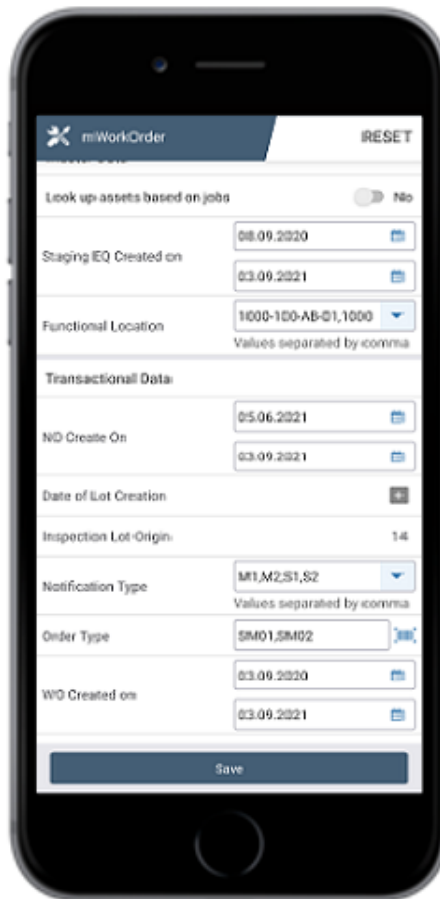 mWorkOrder
RESET
Look up assets based on jobs
No
Staging EQ Created on
08.09.2020
03.09.2021
Functional Location
1000-100-AB-01,1000
Values separated by comma
Transactional Data
NO Create On
05.06.2021
03.09.2021
Date of Lot Creation
Inspection Lot Origin
14
Notification Type
M1,M2,S1,S2
Values separated by comma
Order Type
SM01,SM02
WO Created on
03.09.2020
03.09.2021
Save